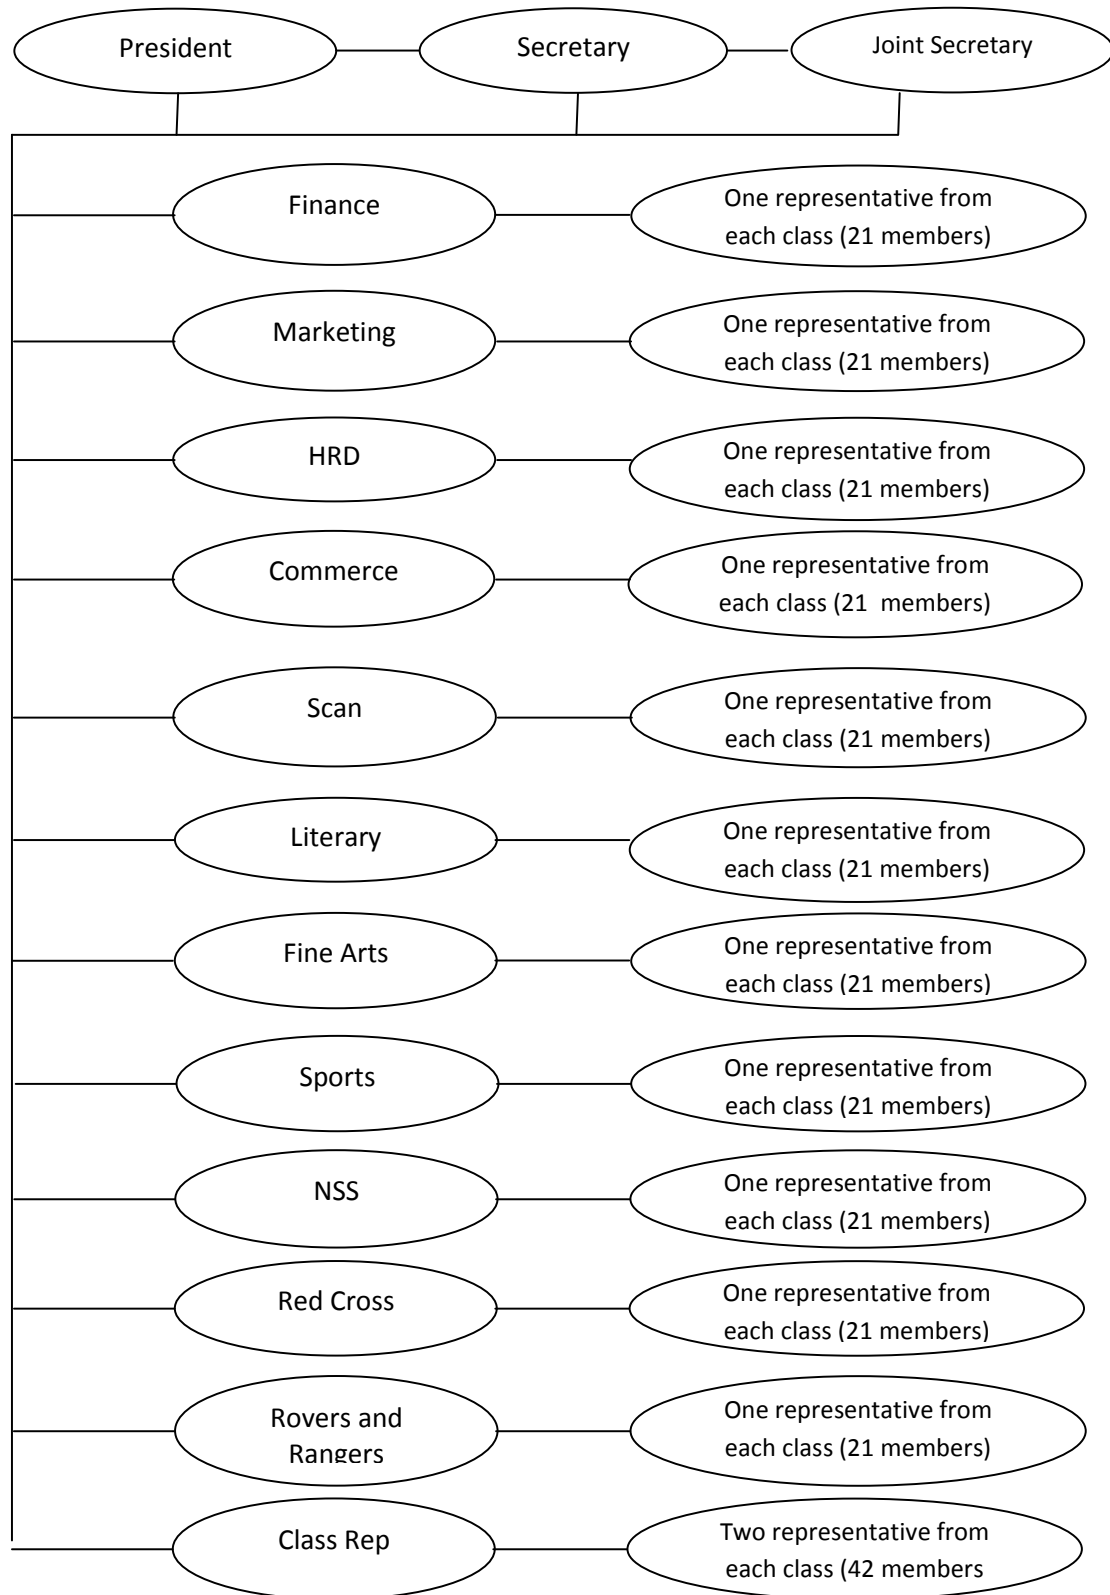 President
Secretary
Joint Secretary
Finance
One representative from
each class (21 members)
Marketing
One representative from
each class (21 members)
HRD
One representative from
each class (21 members)
Commerce
One representative from
each class (21  members)
Scan
One representative from
each class (21 members)
Literary
One representative from
each class (21 members)
Fine Arts
One representative from
each class (21 members)
Sports
One representative from
each class (21 members)
NSS
One representative from
each class (21 members)
Red Cross
One representative from
each class (21 members)
Rovers and
Rangers
One representative from
each class (21 members)
Class Rep
Two representative from
each class (42 members